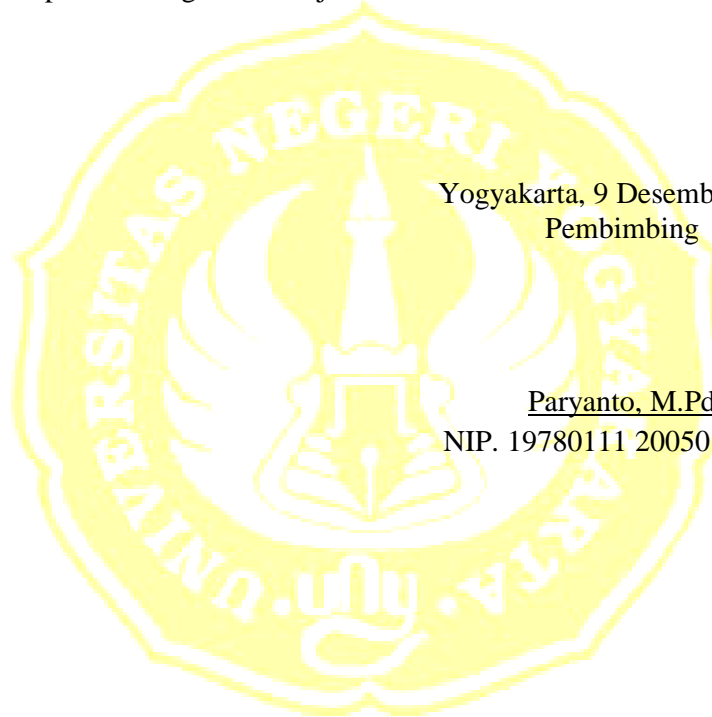 UNIVERSITAS NEGERI YOGYAKARTA
Yogyakarta, 9 Desemb
Pembimbing
Paryanto, M.Pd
NIP. 19780111 20050
uny